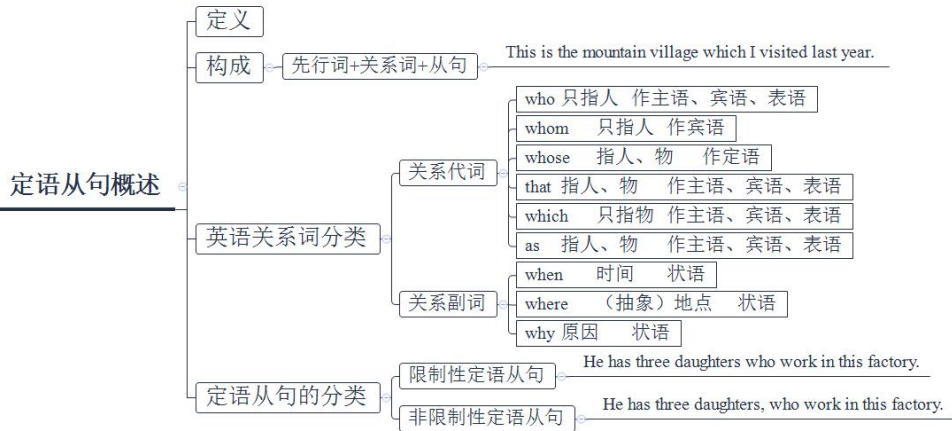 定语从句概述
定义
构成
先行词+关系词+从句
This is the mountain village which I visited last year.
英语关系词分类
关系代词
who 只指人 作主语、宾语、表语
whom 只指人 作宾语
whose 指人、物 作定语
that 指人、物 作主语、宾语、表语
which 只指物 作主语、宾语、表语
as 指人、物 作主语、宾语、表语
关系副词
when 时间 状语
where （抽象）地点 状语
why 原因 状语
定语从句的分类
限制性定语从句
He has three daughters who work in this factory.
非限制性定语从句
He has three daughters, who work in this factory.